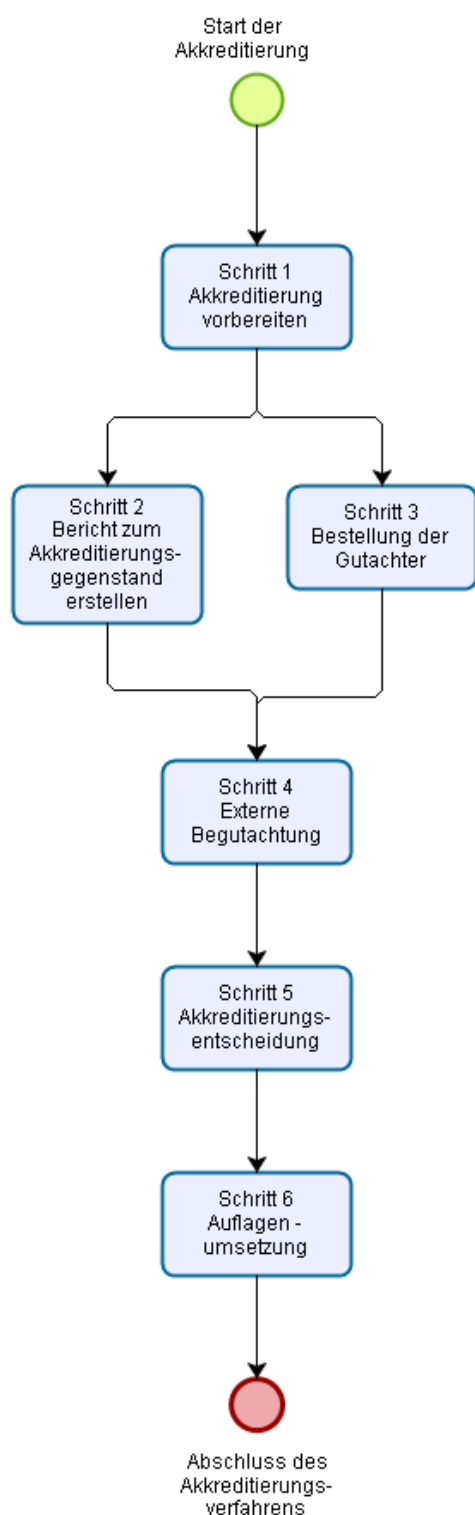 Start der
Akkreditierung
Schritt 1
Akkreditierung
vorbereiten
Schritt 2
Bericht zum
Akkreditierungs-
gegenstand
erstellen
Schritt 3
Bestellung der
Gutachter
Schritt 4
Externe
Begutachtung
Schritt 5
Akkreditierungs-
entscheidung
Schritt 6
Auflagen -
umsetzung
Abschluss des
Akkreditierungs-
verfahrens